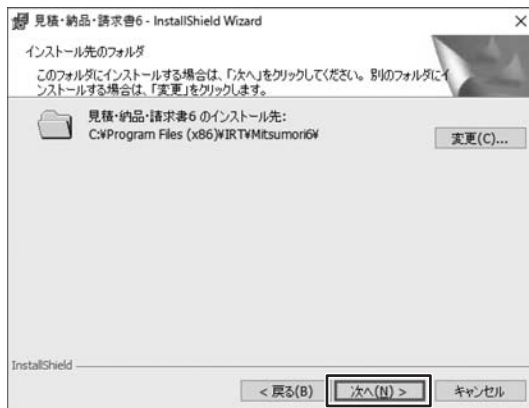 見積・納品・請求書6 - InstallShield Wizard
インストール先のフォルダ
このフォルダにインストールする場合は、「次へ」をクリックしてください。別のフォルダにイ
ンストールする場合は、「変更」をクリックします。
見積・納品・請求書6 のインストール先:
C:¥Program Files (x86)¥IRT¥Mitsumori6¥
変更(C)...
InstallShield
< 戻る(B)
次へ(N) >
キャンセル